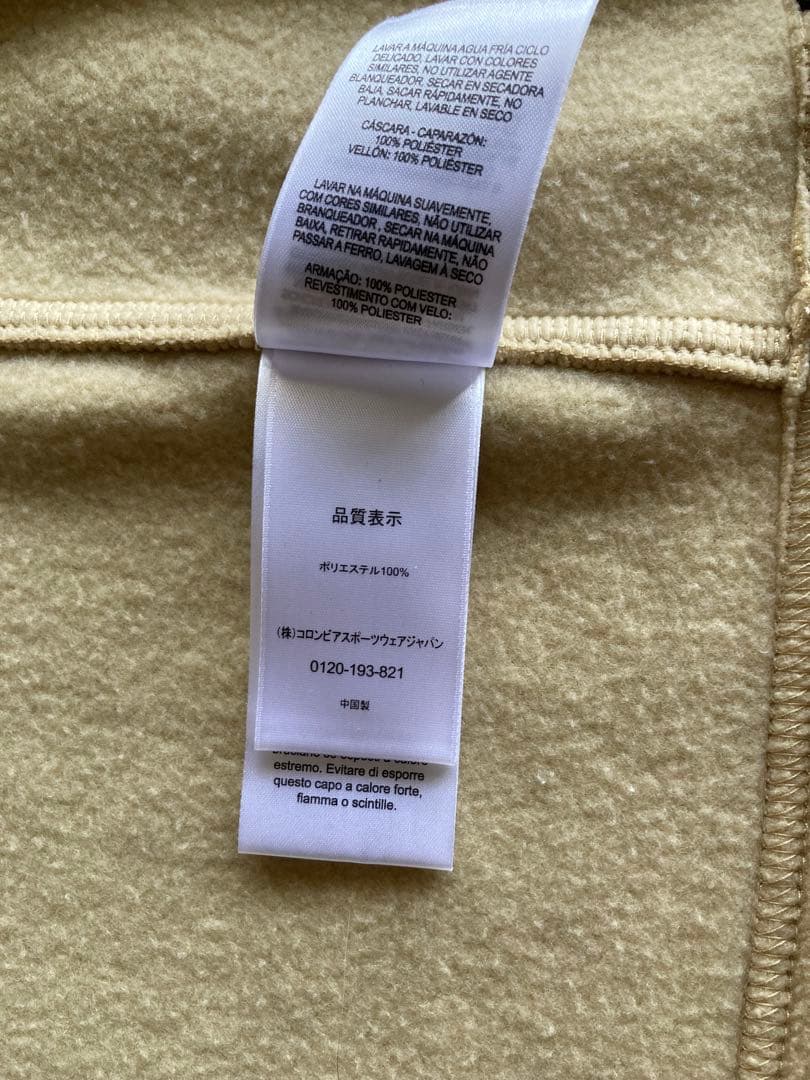 LAVAR A MÁQUINA AGUA FRÍA CICLO
DELICADO, LAVAR CON COLORES
SIMILARES, NO UTILIZAR AGENTE
BLANQUEADOR, SECAR EN SECADORA
BAJA, SACAR RÁPIDAMENTE, NO
PLANCHAR, LAVABLE EN SECO
CÁSCARA - CAPARAZÓN:
100% POLIÉSTER
VELLÓN: 100% POLIÉSTER
LAVAR NA MÁQUINA SUAVEMENTE,
COM CORES SIMILARES, NÃO UTILIZAR
BRANQUEADOR, SECAR NA MÁQUINA
BAIXA, RETIRAR RAPIDAMENTE, NÃO
PASSAR A FERRO, LAVAGEM À SECO
ARMAÇÃO: 100% POLIESTER
REVESTIMENTO COM VELO:
100% POLIESTER
品質表示
ポリエステル100%
(株)コロンビアスポーツウェアジャパン
0120-193-821
中国製
estremo. Evitare di esporre
questo capo a calore forte,
fiamma o scintille.